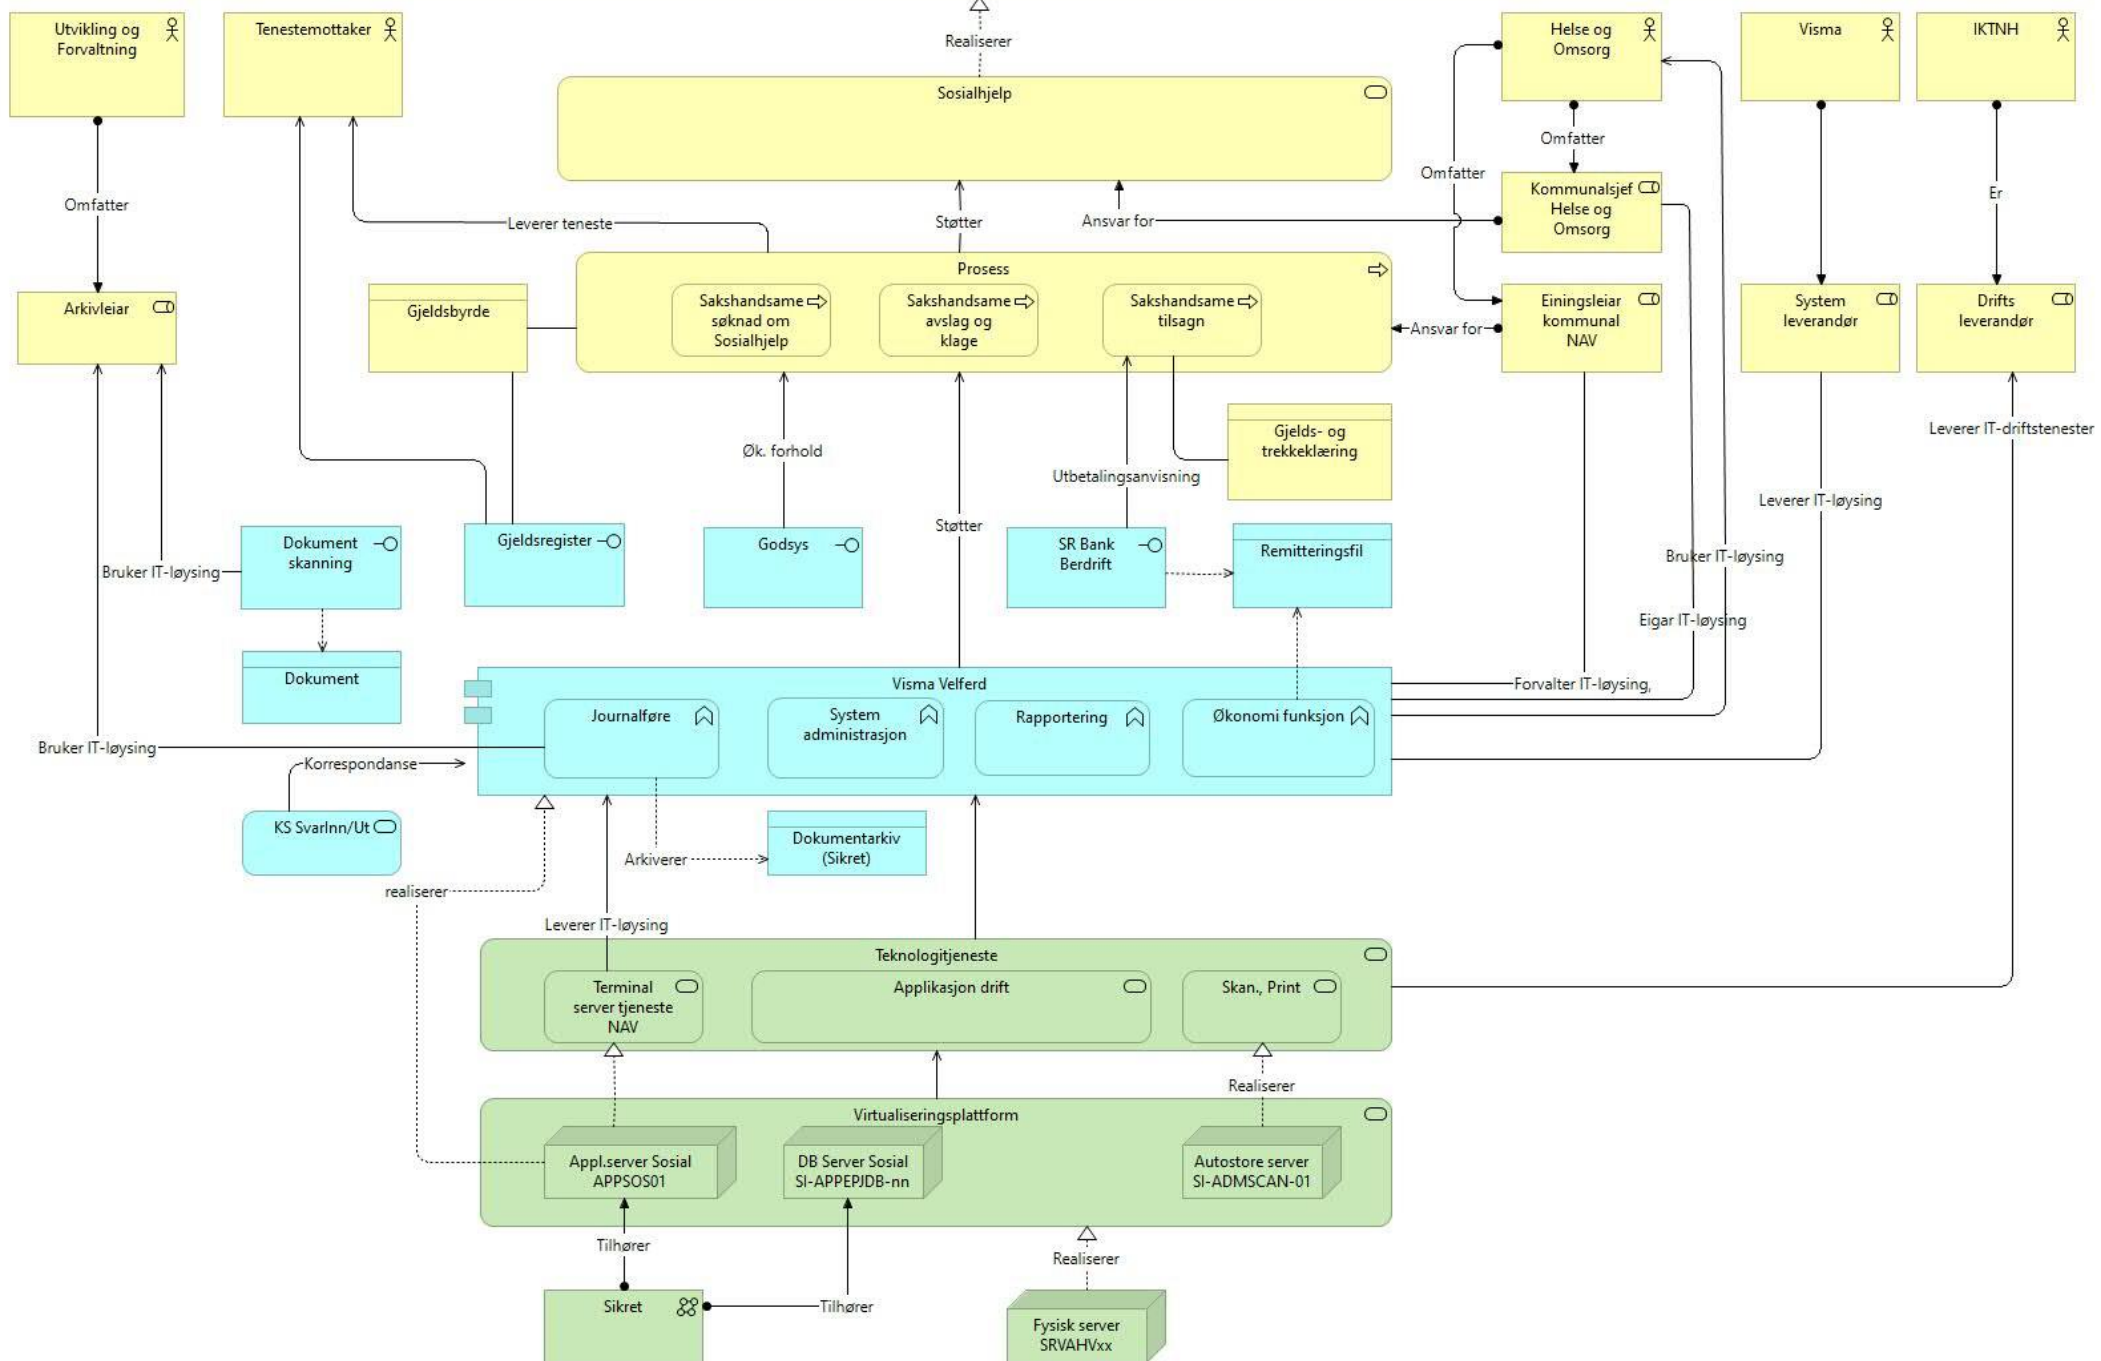 Utvikling og
Forvaltning
Tenestemottaker
Realiserer
Helse og
Omsorg
Visma
IKTNH
Sosialhjelp
Omfatter
Omfatter
Omfatter
Kommunalsjef
Helse og
Omsorg
Er
Leverer teneste
Støtter
Ansvar for
Arkivleiar
Gjeldsbyrde
Prosess
Sakshandsame
søknad om
Sosialhjelp
Sakshandsame
avslag og
klage
Sakshandsame
tilsagn
Ansvar for
Einingsleiar
kommunal
NAV
System
leverandør
Drifts
leverandør
Gjelds- og
trekkeklæring
Leverer IT-driftstenester
Øk. forhold
Utbetalingsanvisning
Leverer IT-løysing
Støtter
Bruker IT-løysing
Dokument
skanning
Gjeldsregister
Godsys
SR Bank
Berdrift
Remitteringsfil
Bruker IT-løysing
Eigar IT-løysing
Dokument
Visma Velferd
Forvalter IT-løysing,
Journalføre
System
administrasjon
Rapportering
Økonomi funksjon
Bruker IT-løysing
Korrespondanse
KS SvarInn/Ut
Arkiverer
Dokumentarkiv
(Sikret)
realiserer
Leverer IT-løysing
Teknologitjeneste
Terminal
server tjeneste
NAV
Applikasjon drift
Skan., Print
Realiserer
Virtualiseringsplattform
Appl.server Sosial
APPSOS01
DB Server Sosial
SI-APPEPJDB-nn
Autostore server
SI-ADMSCAN-01
Tilhører
Realiserer
Sikret
Tilhører
Fysisk server
SRVAHVxx